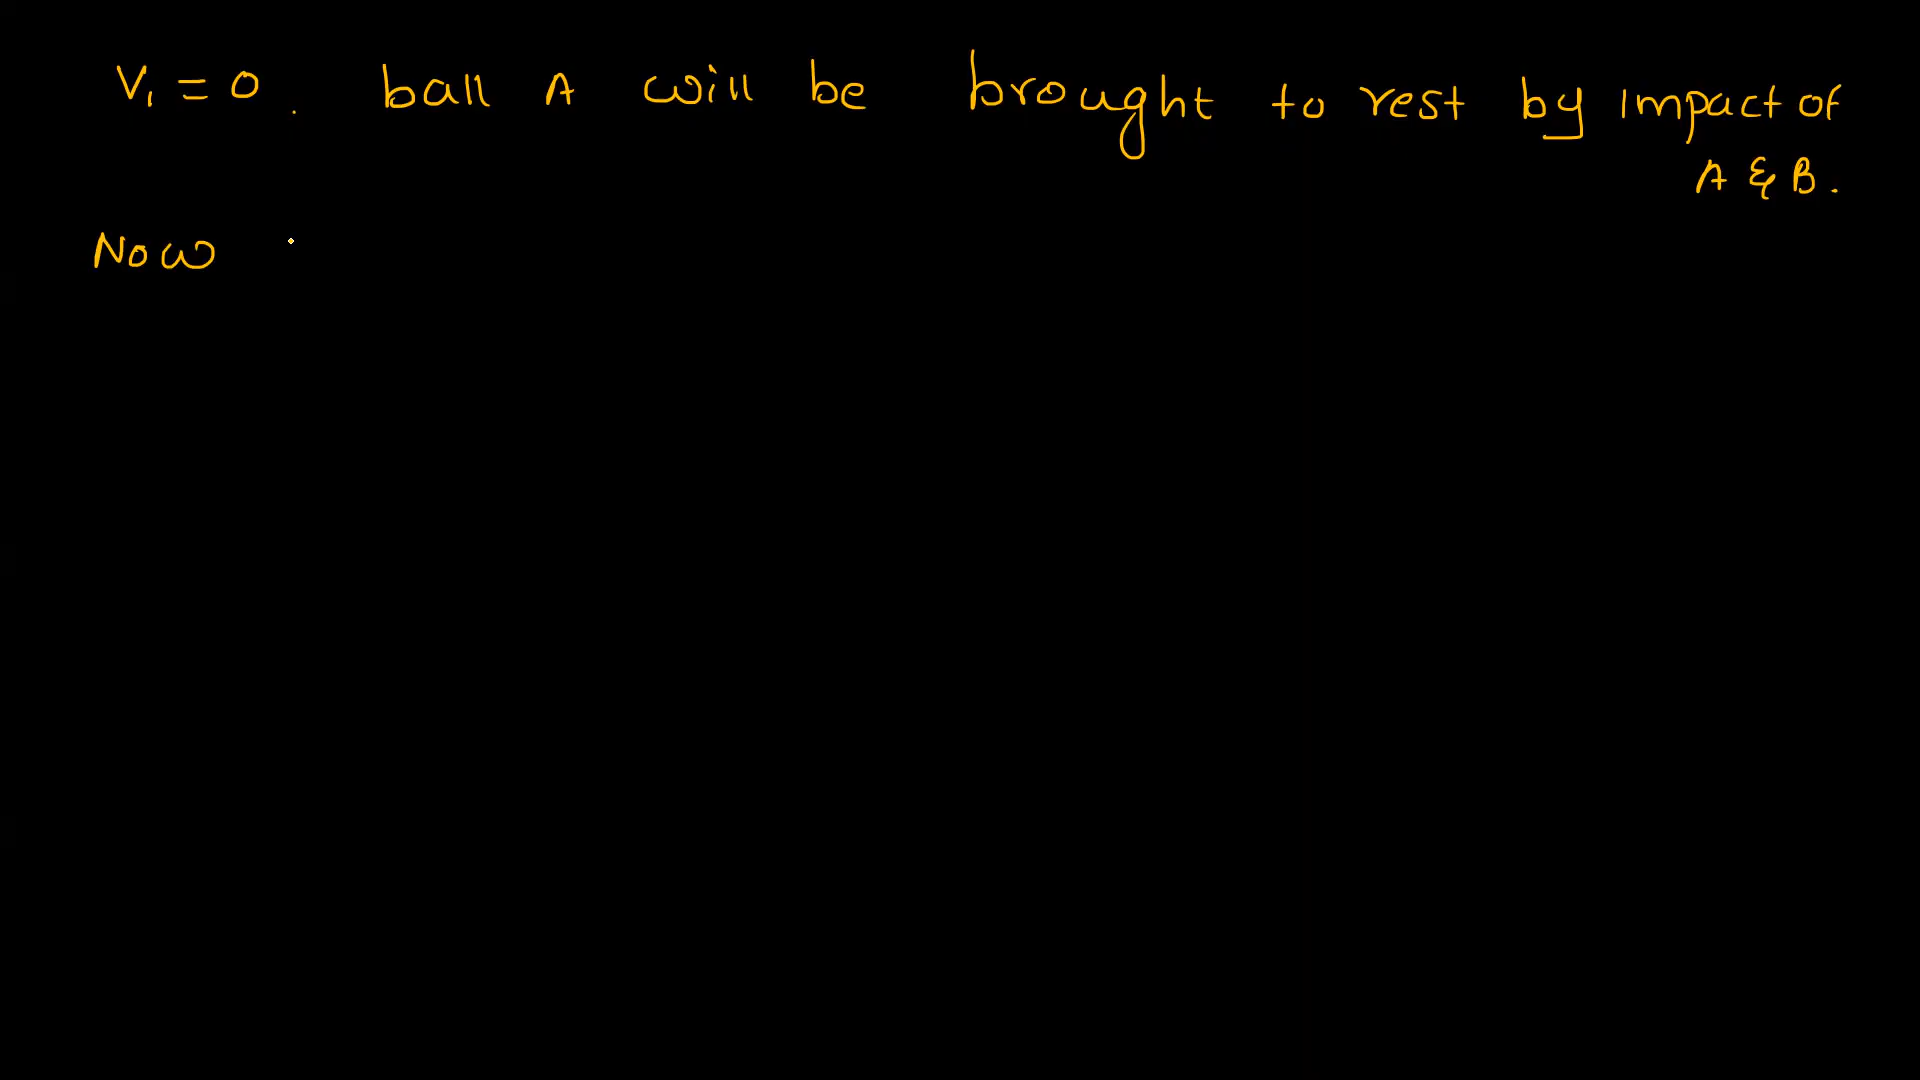 V₁ = 0 . ball A will be brought to rest by impact of
A & B.
Now